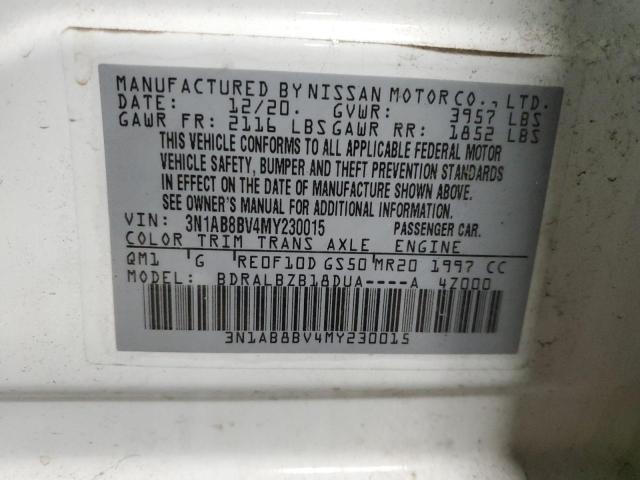 MANUFACTURED BY NISSAN MOTOR CO., LTD.
DATE: 12/20. GVWR: 3957 LBS
GAWR FR: 2116 LBS GAWR RR: 1852 LBS
THIS VEHICLE CONFORMS TO ALL APPLICABLE FEDERAL MOTOR
VEHICLE SAFETY, BUMPER AND THEFT PREVENTION STANDARDS
IN EFFECT ON THE DATE OF MANUFACTURE SHOWN ABOVE.
SEE OWNER'S MANUAL FOR ADDITIONAL INFORMATION.
VIN: 3N1AB8BV4MY230015 PASSENGER CAR.
COLOR TRIM TRANS AXLE ENGINE
QM1 G RE0F10D GS50 MR20 1997 CC
MODEL: BDRALBZB18DUA----A 4Z000
3N1AB8BV4MY230015